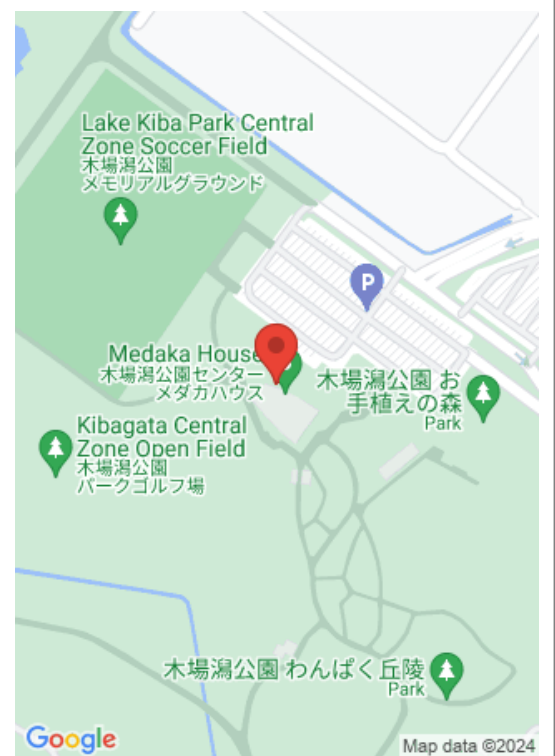 Lake Kiba Park Central
Zone Soccer Field
木場潟公園
メモリアルグラウンド
P
Medaka House
木場潟公園センター
メダカハウス
木場潟公園 お
手植えの森
Park
Kibagata Central
Zone Open Field
木場潟公園
パークゴルフ場
木場潟公園 わんぱく丘陵
Park
Google
Map data ©2024